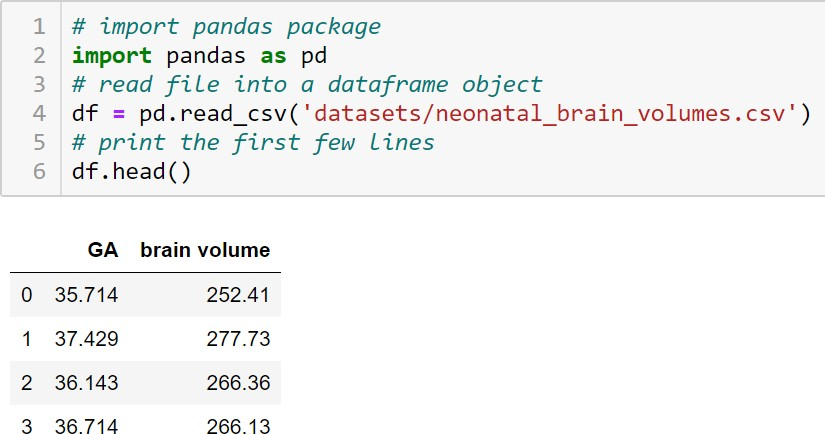 1 # import pandas package
2 import pandas as pd
3 # read file into a dataframe object
4 df = pd.read_csv('datasets/neonatal_brain_volumes.csv')
5 # print the first few lines
6 df.head()
GA brain volume
0 35.714 252.41
1 37.429 277.73
2 36.143 266.36
3 36.714 266.13